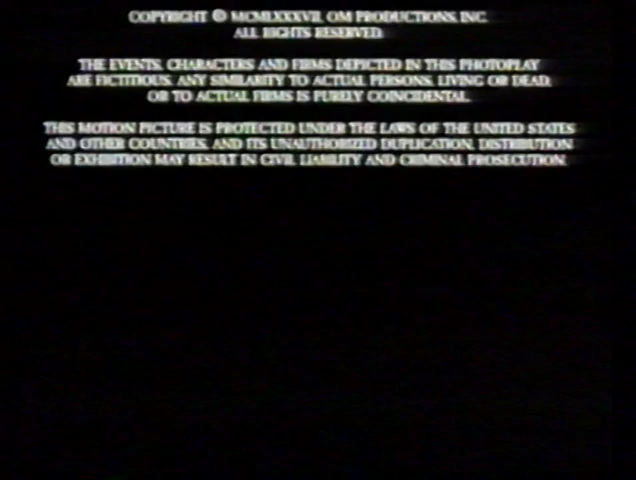 COPYRIGHT © MCMLXXXVII, OM PRODUCTIONS, INC.
ALL RIGHTS RESERVED.
THE EVENTS, CHARACTERS AND FIRMS DEPICTED IN THIS PHOTOPLAY
ARE FICTITIOUS. ANY SIMILARITY TO ACTUAL PERSONS, LIVING OR DEAD,
OR TO ACTUAL FIRMS IS PURELY COINCIDENTAL.
THIS MOTION PICTURE IS PROTECTED UNDER THE LAWS OF THE UNITED STATES
AND OTHER COUNTRIES, AND ITS UNAUTHORIZED DUPLICATION, DISTRIBUTION
OR EXHIBITION MAY RESULT IN CIVIL LIABILITY AND CRIMINAL PROSECUTION.